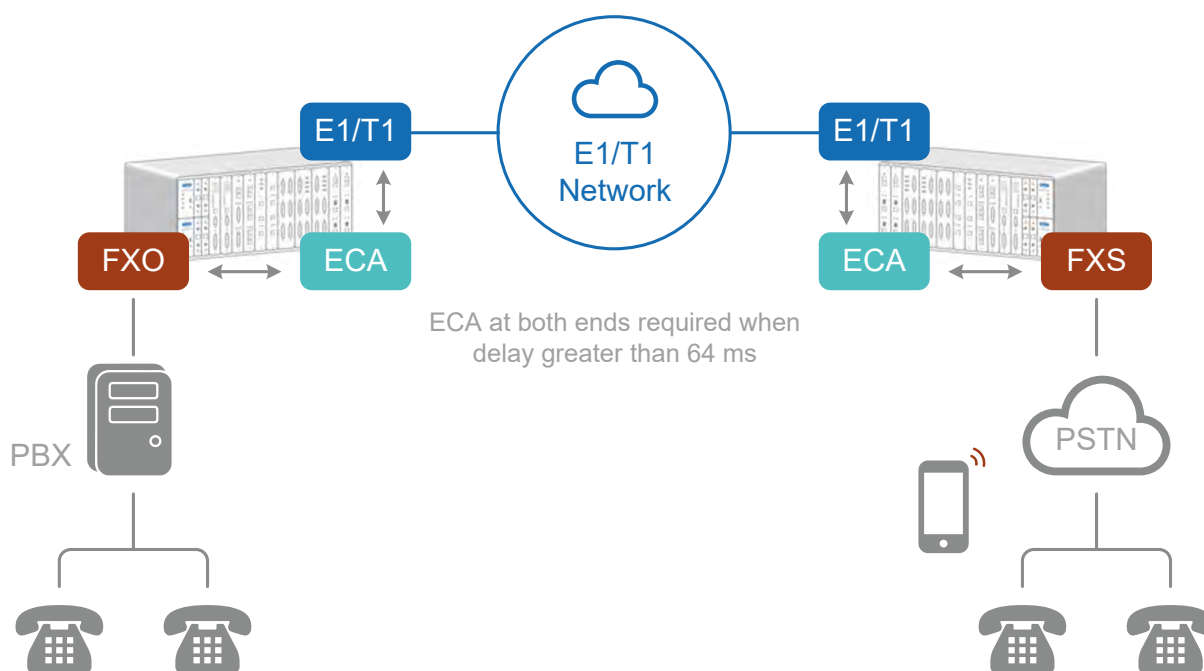 E1/T1
E1/T1
Network
E1/T1
FXO
ECA
ECA
FXS
ECA at both ends required when
delay greater than 64 ms
PBX
PSTN